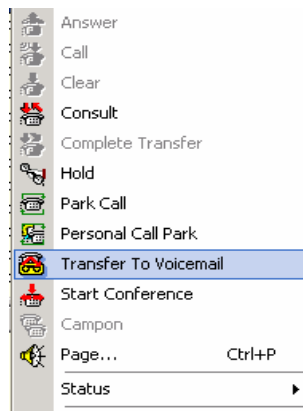 Answer
Call
Clear
Consult
Complete Transfer
Hold
Park Call
Personal Call Park
Transfer To Voicemail
Start Conference
Campon
Page... Ctrl+P
Status